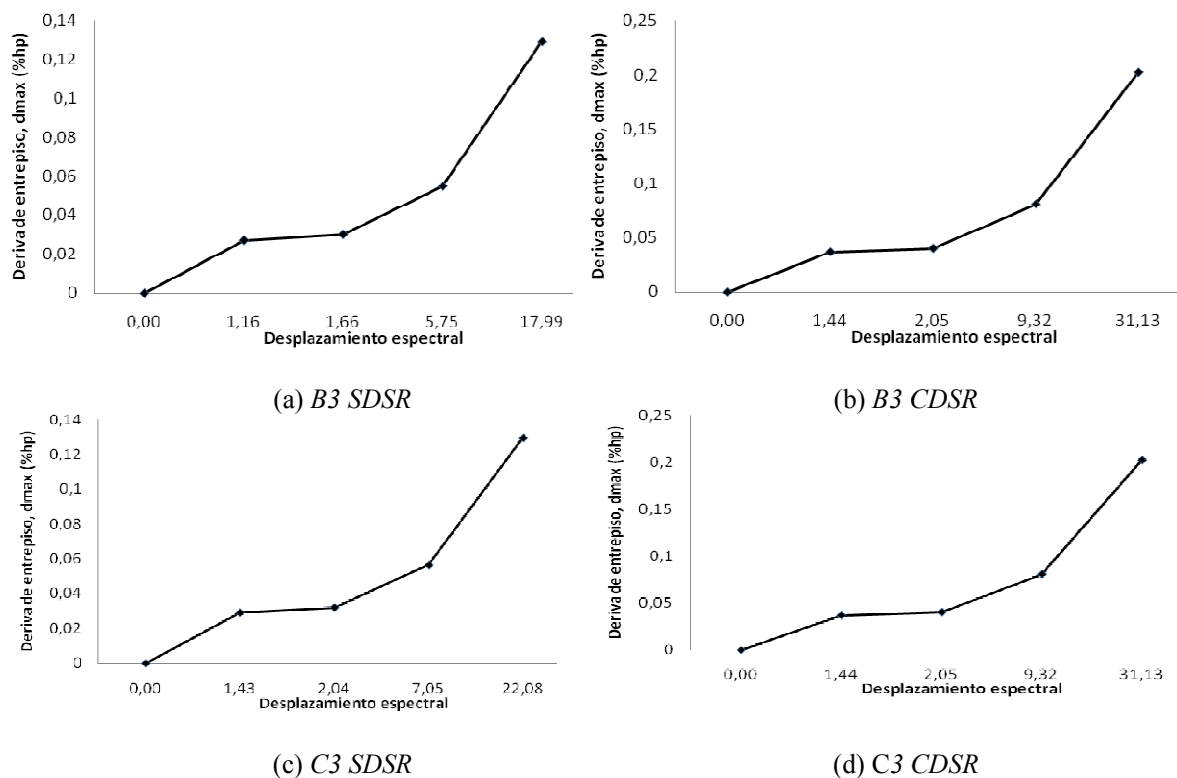 Deriva de entrepiso, dmax (%hp)
0,14
0,12
0,1
0,08
0,06
0,04
0,02
0
0,00 1,16 1,66 5,75 17,99
Desplazamiento espectral
(a) B3 SDSR
Deriva de entrepiso, dmax (%hp)
0,25
0,2
0,15
0,1
0,05
0
0,00 1,44 2,05 9,32 31,13
Desplazamiento espectral
(b) B3 CDSR
Deriva de entrepiso, dmax (%hp)
0,14
0,12
0,1
0,08
0,06
0,04
0,02
0
0,00 1,43 2,04 7,05 22,08
Desplazamiento espectral
(c) C3 SDSR
Deriva de entrepiso, dmax (%hp)
0,25
0,2
0,15
0,1
0,05
0
0,00 1,44 2,05 9,32 31,13
Desplazamiento espectral
(d) C3 CDSR